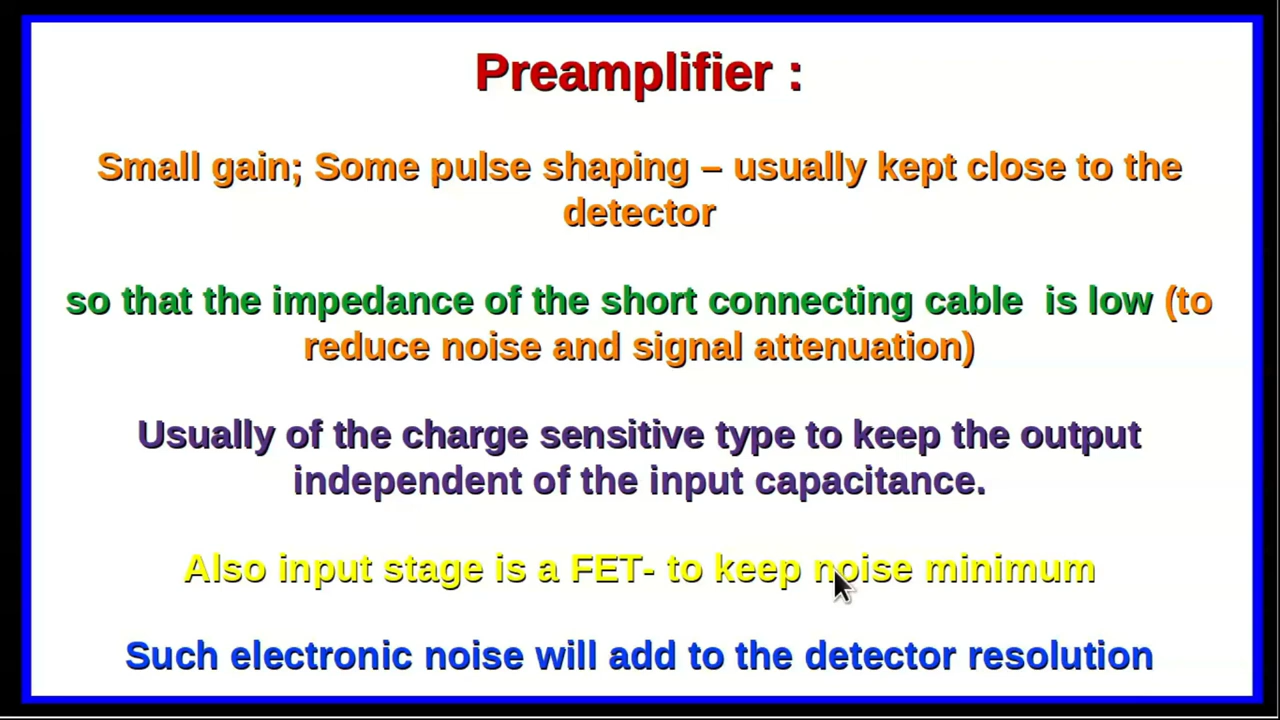 Preamplifier :
Small gain; Some pulse shaping – usually kept close to the
detector
so that the impedance of the short connecting cable  is low (to
reduce noise and signal attenuation)
Usually of the charge sensitive type to keep the output
independent of the input capacitance.
Also input stage is a FET- to keep noise minimum
Such electronic noise will add to the detector resolution